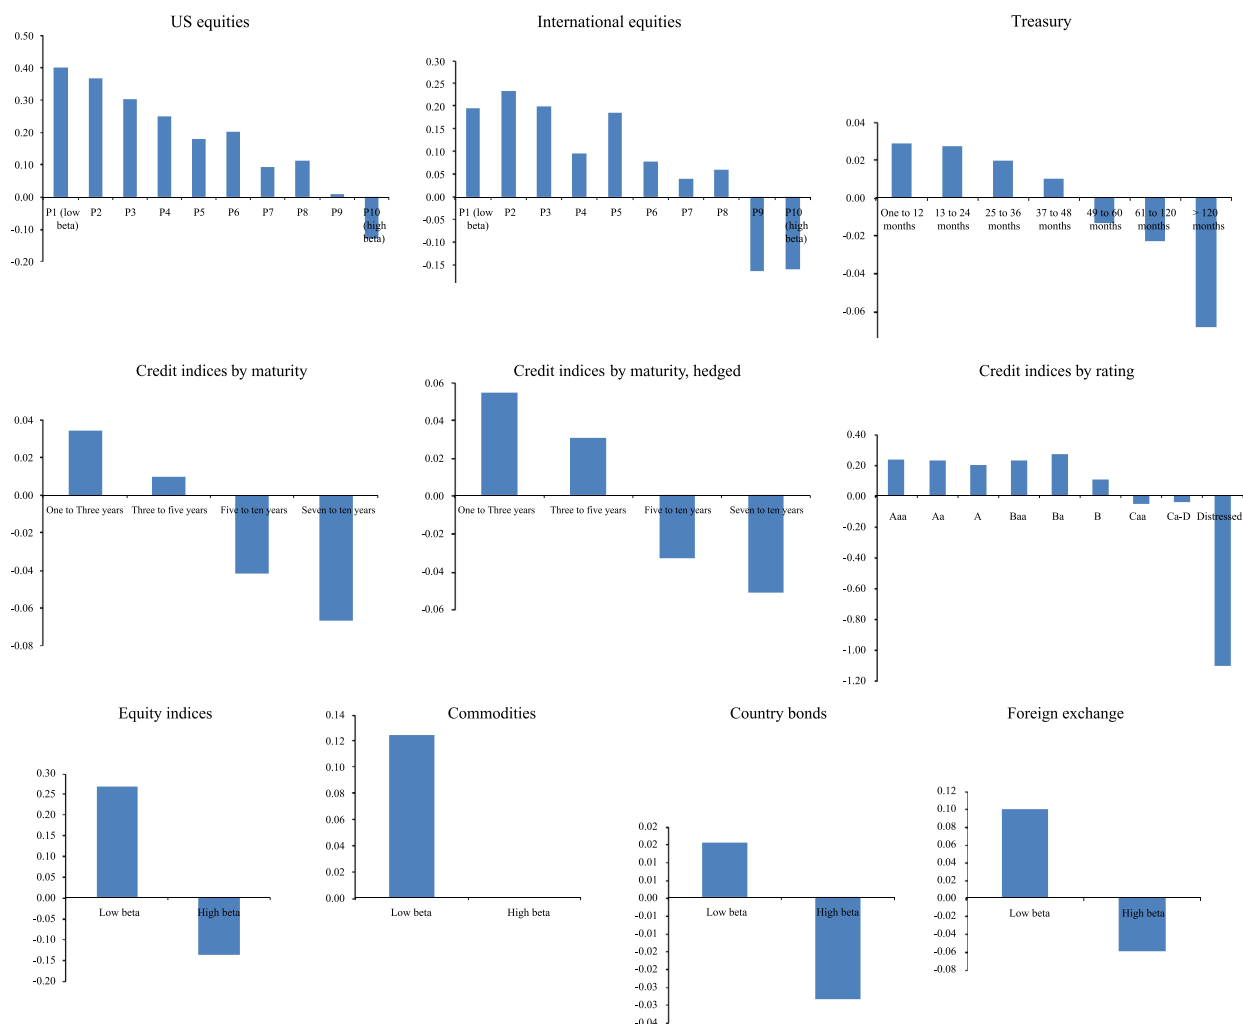 US equities
0.50
0.40
0.30
0.20
0.10
0.00
-0.10
-0.20
P1 (low beta)
P2
P3
P4
P5
P6
P7
P8
P9
P10 (high beta)
International equities
0.30
0.25
0.20
0.15
0.10
0.05
0.00
-0.05
-0.10
-0.15
P1 (low beta)
P2
P3
P4
P5
P6
P7
P8
P9
P10 (high beta)
Treasury
0.04
0.02
0.00
-0.02
-0.04
-0.06
One to 12 months
13 to 24 months
25 to 36 months
37 to 48 months
49 to 60 months
61 to 120 months
> 120 months
Credit indices by maturity
0.04
0.02
0.00
-0.02
-0.04
-0.06
-0.08
One to Three years
Three to five years
Five to ten years
Seven to ten years
Credit indices by maturity, hedged
0.06
0.04
0.02
0.00
-0.02
-0.04
-0.06
One to Three years
Three to five years
Five to ten years
Seven to ten years
Credit indices by rating
0.40
0.20
0.00
-0.20
-0.40
-0.60
-0.80
-1.00
-1.20
Aaa
Aa
A
Baa
Ba
B
Caa
Ca-D
Distressed
Equity indices
0.30
0.25
0.20
0.15
0.10
0.05
0.00
-0.05
-0.10
-0.15
-0.20
Low beta
High beta
Commodities
0.14
0.12
0.10
0.08
0.06
0.04
0.02
0.00
Low beta
High beta
Country bonds
0.02
0.02
0.01
0.01
0.00
-0.01
-0.01
-0.02
-0.02
-0.03
-0.03
-0.04
Low beta
High beta
Foreign exchange
0.12
0.10
0.08
0.06
0.04
0.02
0.00
-0.02
-0.04
-0.06
-0.08
Low beta
High beta